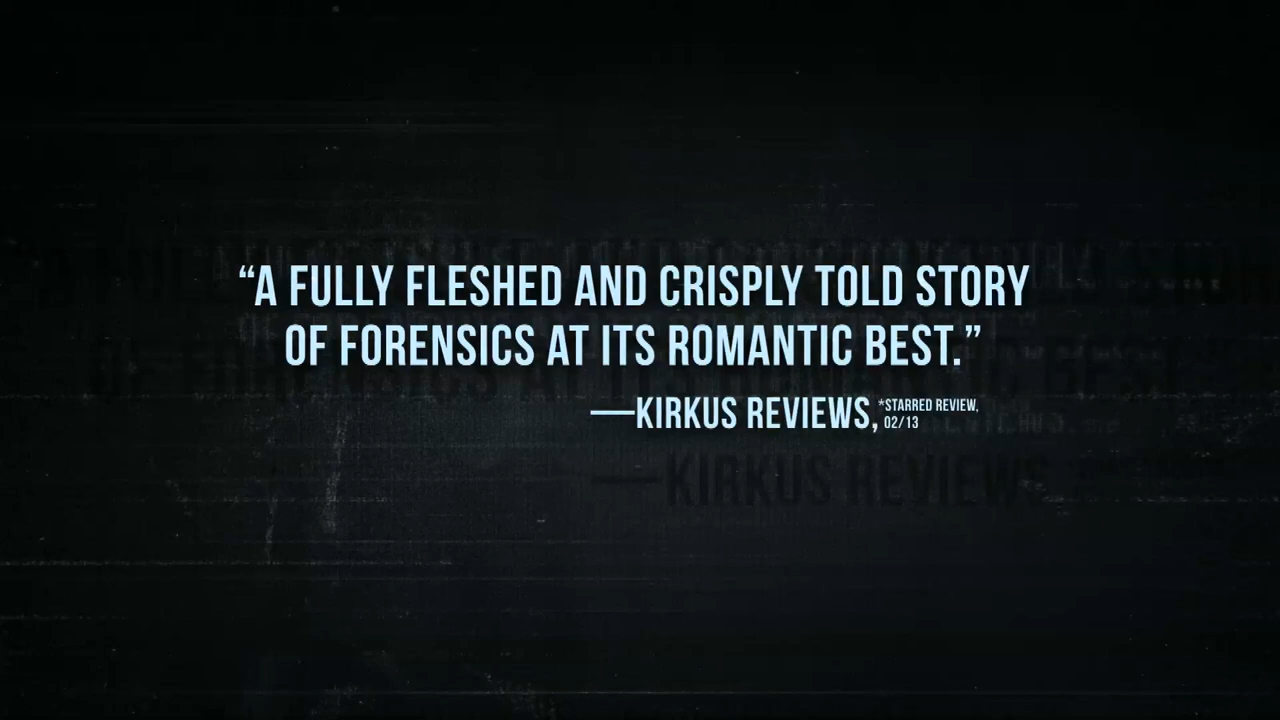 “A FULLY FLESHED AND CRISPLY TOLD STORY
OF FORENSICS AT ITS ROMANTIC BEST.”
—KIRKUS REVIEWS, *STARRED REVIEW,
02/13